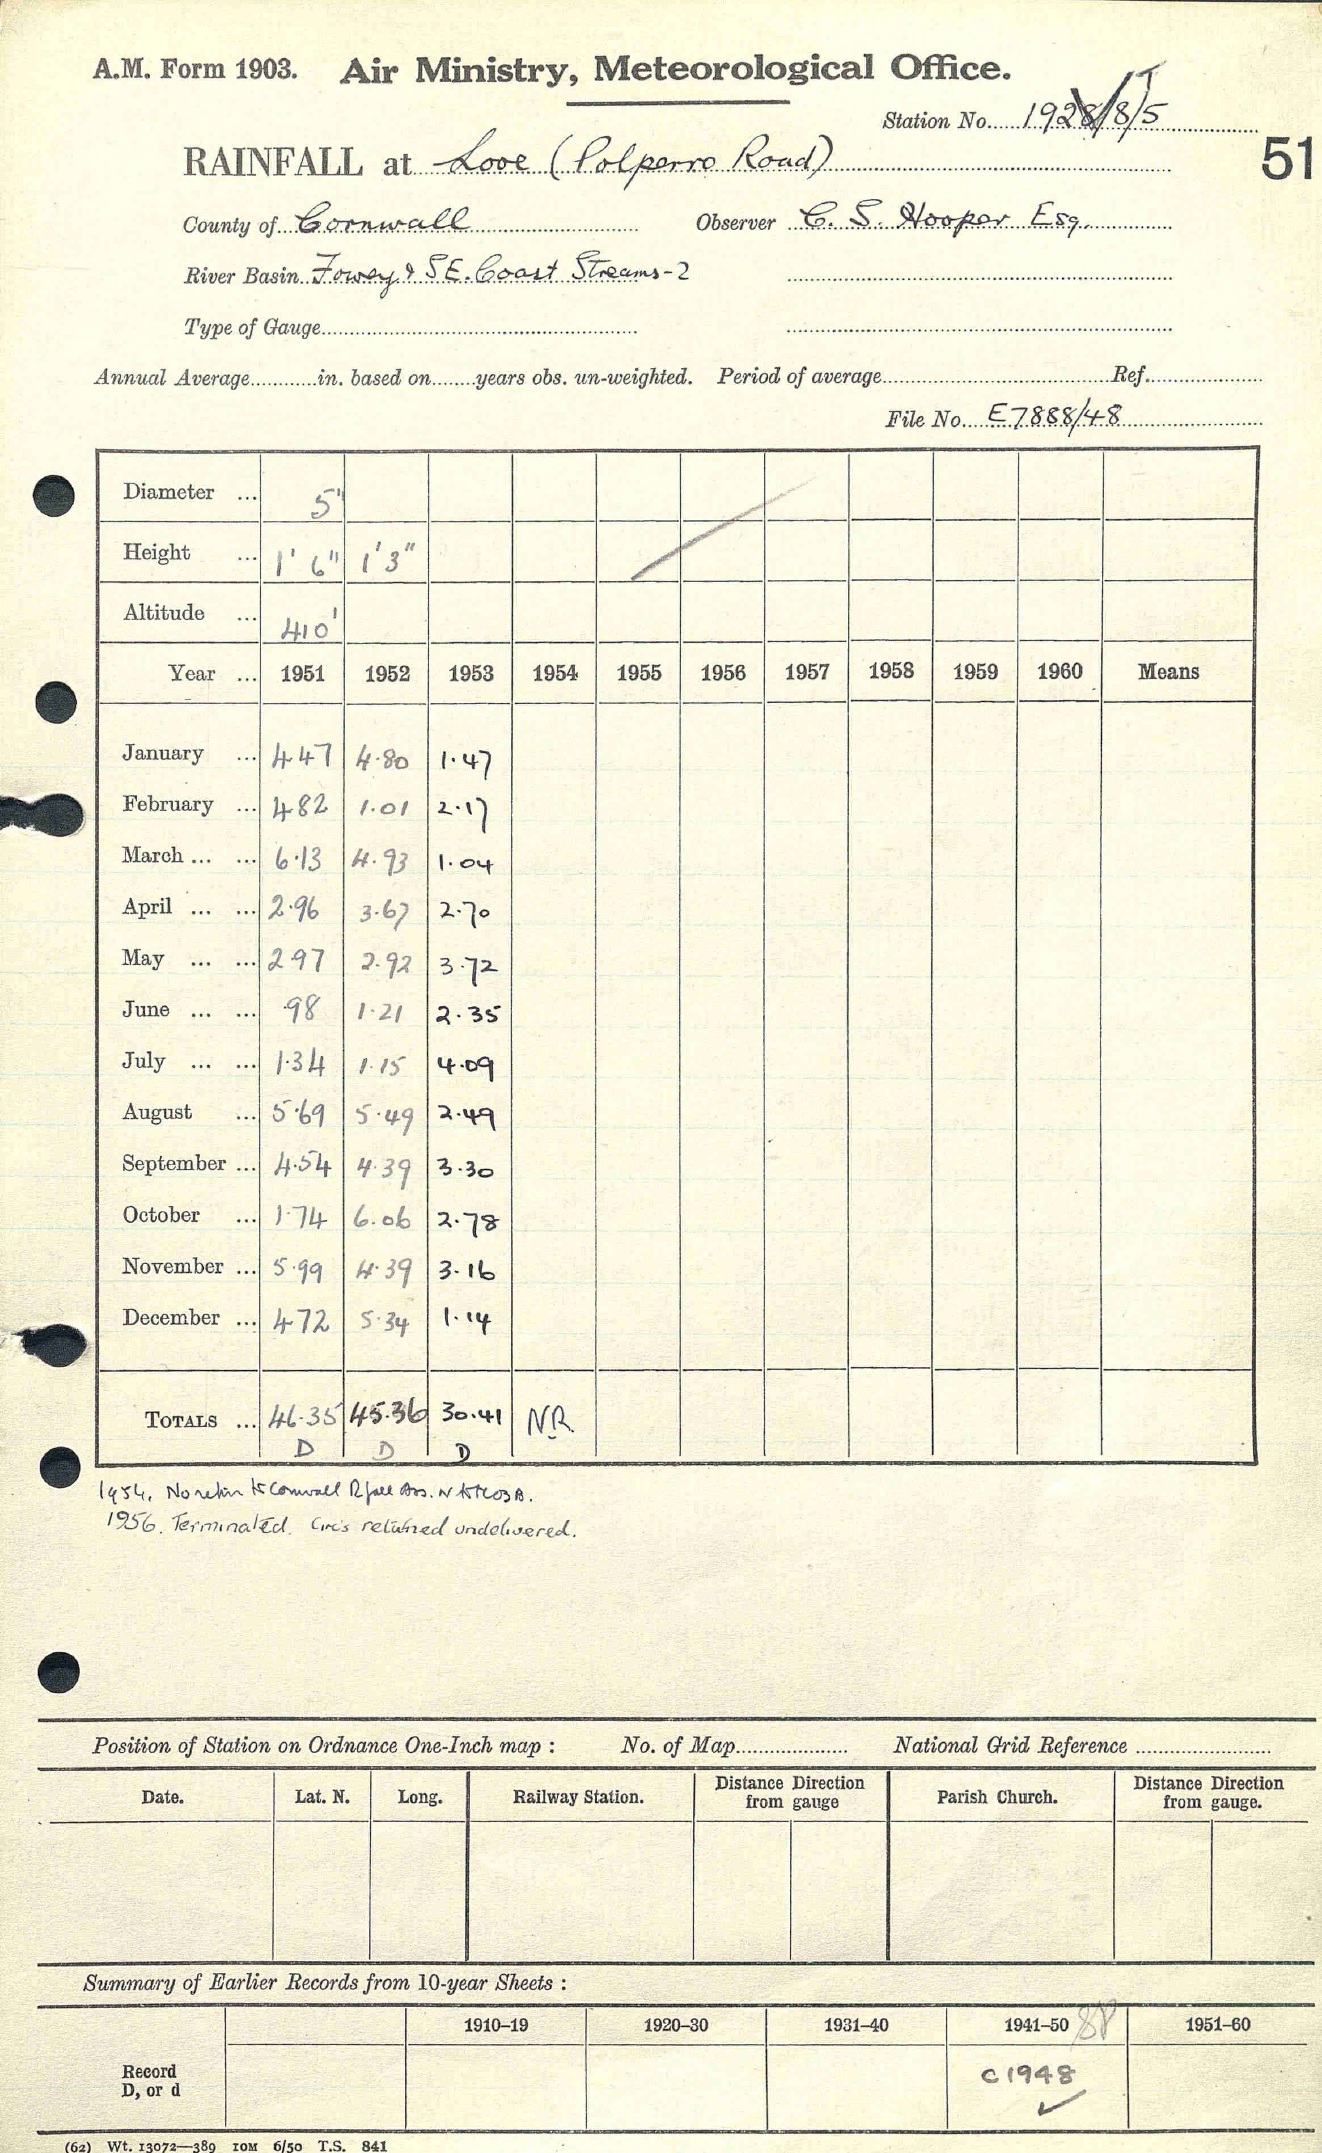 A.M. Form 1903. Air Ministry, Meteorological Office.
Station No. 1928/8/5
51
RAINFALL at Looe (Polperro Road)
County of Cornwall Observer C. S. Hooper Esq.
River Basin Fowey & S.E. Coast Streams-2
Type of Gauge
Annual Average in. based on years obs. un-weighted. Period of average Ref.
File No. E7888/48
Diameter ... 5"
Height ... 1' 6" 1' 3"
Altitude ... 410'
Year ... 1951 1952 1953 1954 1955 1956 1957 1958 1959 1960 Means
January ... 4.47 4.80 1.47
February ... 4.82 1.01 2.17
March ... ... 6.13 4.93 1.04
April ... ... 2.96 3.67 2.70
May ... ... 2.97 2.92 3.72
June ... ... .98 1.21 2.35
July ... ... 1.34 1.15 4.09
August ... 5.69 5.49 2.49
September ... 4.54 4.39 3.30
October ... 1.74 6.06 2.78
November ... 5.99 4.39 3.16
December ... 4.72 5.34 1.14
TOTALS ... 46.35 45.36 30.41 N.R.
D D D
1954, No return to Cornwall Rfall Ass.
1956. Terminated. Circs returned undelivered.
Position of Station on Ordnance One-Inch map : No. of Map National Grid Reference
Date. Lat. N. Long. Railway Station. Distance Direction from gauge Parish Church. Distance Direction from gauge.
Summary of Earlier Records from 10-year Sheets :
1910–19 1920–30 1931–40 1941–50 1951–60
Record D, or d
C1948
(62) Wt. 13072—389 10M 6/50 T.S. 841